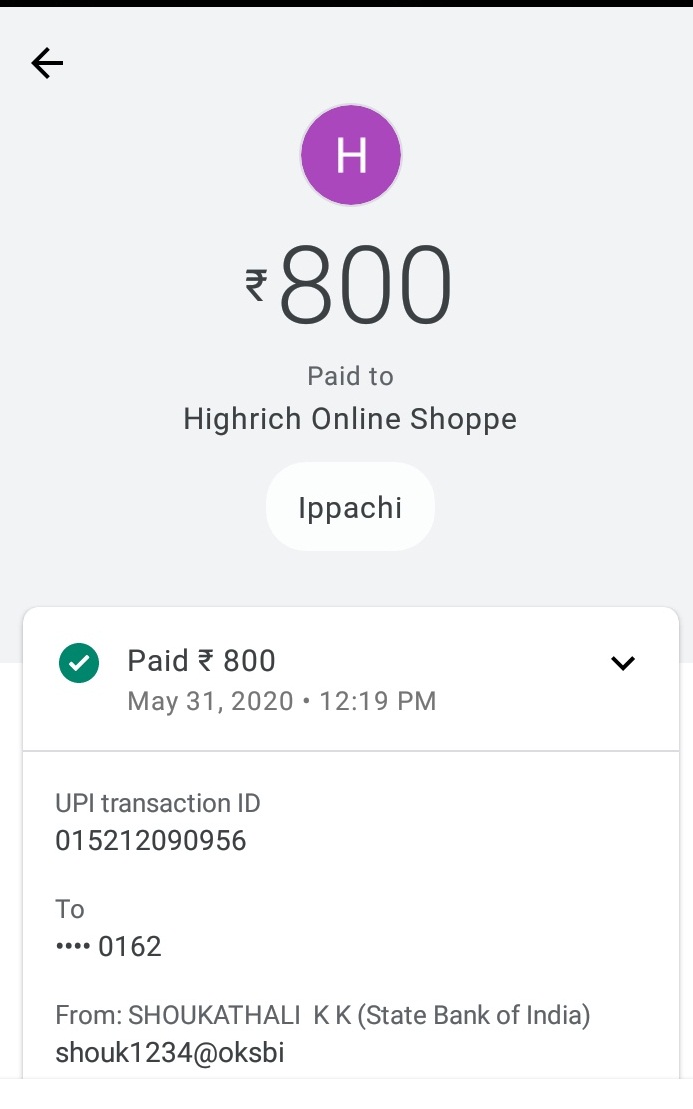 H
₹800
Paid to
Highrich Online Shoppe
Ippachi
Paid ₹ 800
May 31, 2020 • 12:19 PM
UPI transaction ID
015212090956
To
•••• 0162
From: SHOUKATHALI  K K (State Bank of India)
shouk1234@oksbi